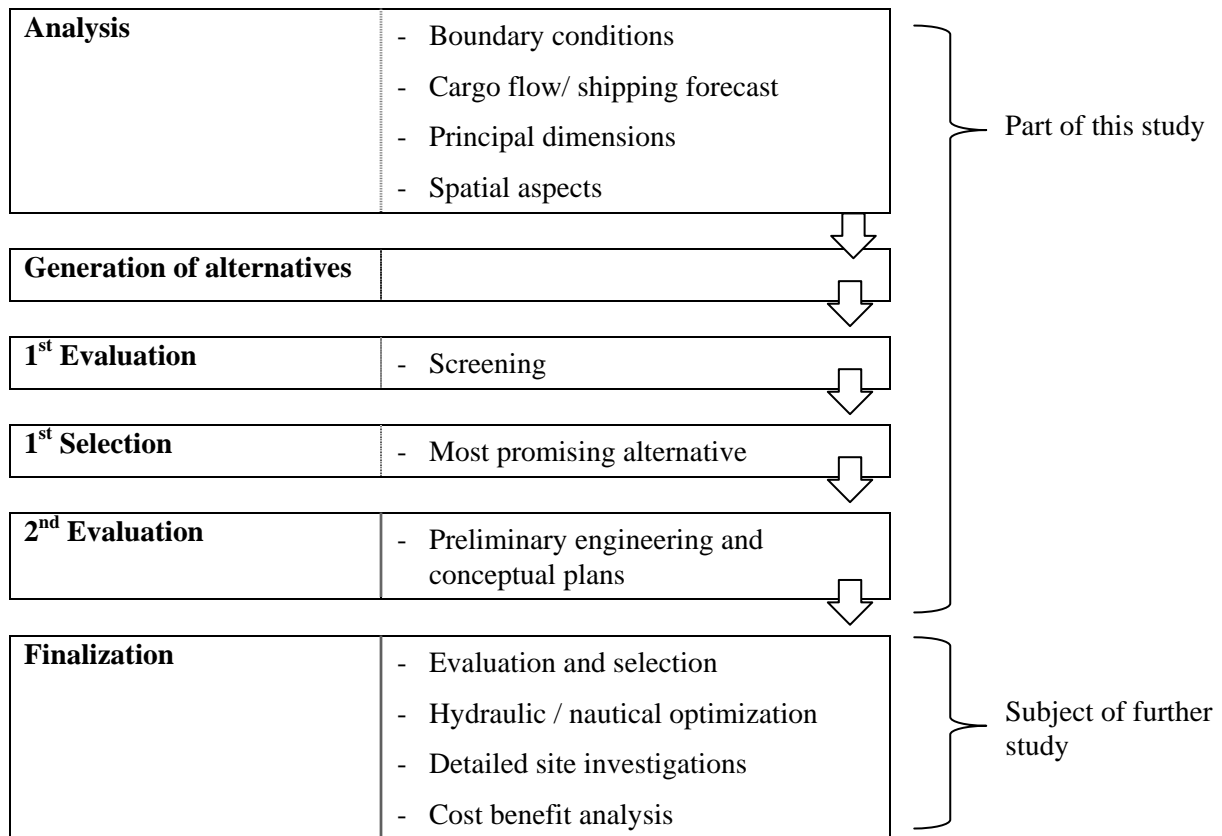 Analysis
- Boundary conditions
- Cargo flow/ shipping forecast
- Principal dimensions
- Spatial aspects
Part of this study
Generation of alternatives
1st Evaluation
- Screening
1st Selection
- Most promising alternative
2nd Evaluation
- Preliminary engineering and
conceptual plans
Finalization
- Evaluation and selection
- Hydraulic / nautical optimization
- Detailed site investigations
- Cost benefit analysis
Subject of further
study